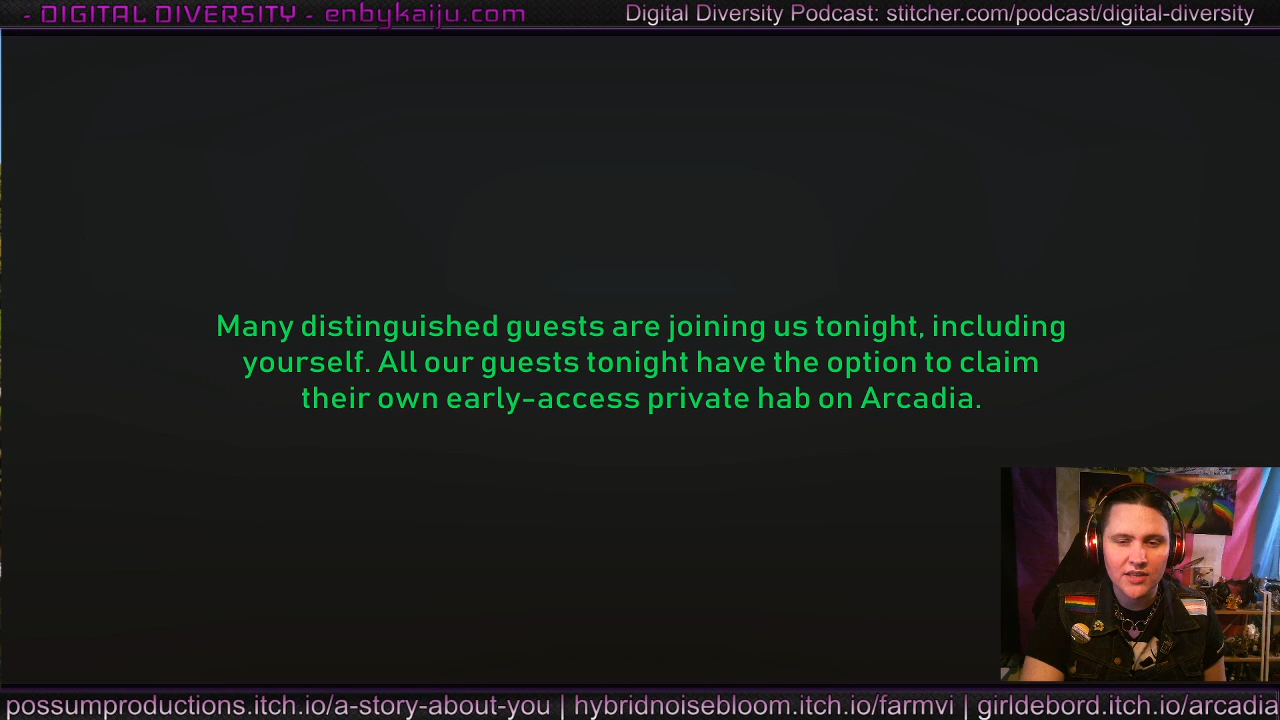 - DIGITAL DIVERSITY - enbykaiju.com
Digital Diversity Podcast: stitcher.com/podcast/digital-diversity
Many distinguished guests are joining us tonight, including
yourself. All our guests tonight have the option to claim
their own early-access private hab on Arcadia.
possumproductions.itch.io/a-story-about-you | hybridnoisebloom.itch.io/farmvi | girldebord.itch.io/arcadia